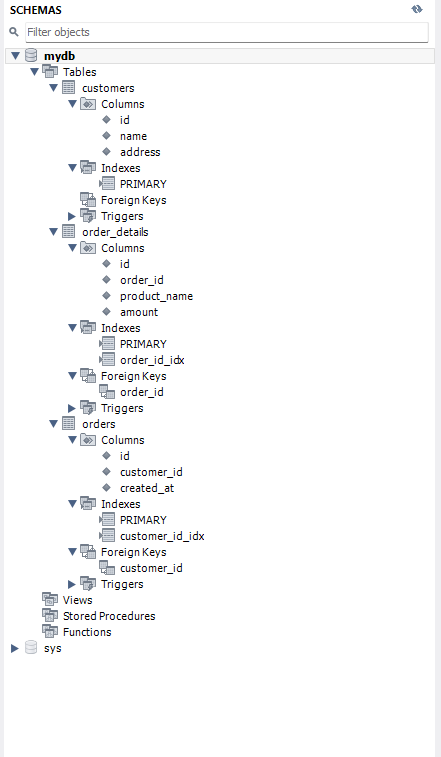 SCHEMAS
Filter objects
mydb
Tables
customers
Columns
id
name
address
Indexes
PRIMARY
Foreign Keys
Triggers
order_details
Columns
id
order_id
product_name
amount
Indexes
PRIMARY
order_id_idx
Foreign Keys
order_id
Triggers
orders
Columns
id
customer_id
created_at
Indexes
PRIMARY
customer_id_idx
Foreign Keys
customer_id
Triggers
Views
Stored Procedures
Functions
sys